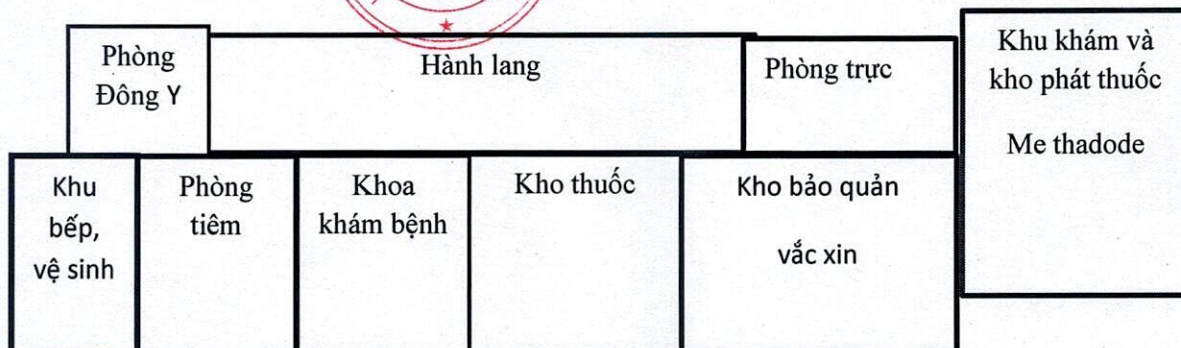 Phòng
Đông Y
Hành lang
Phòng trực
Khu khám và
kho phát thuốc
Me thadode
Khu
bếp,
vệ sinh
Phòng
tiêm
Khoa
khám bệnh
Kho thuốc
Kho bảo quản
vắc xin